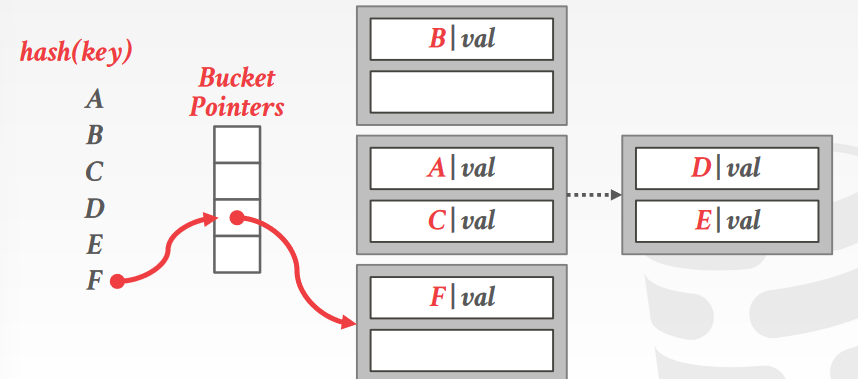 hash(key)
A
B
C
D
E
F
Bucket
Pointers
B|val
A|val
C|val
D|val
E|val
F|val